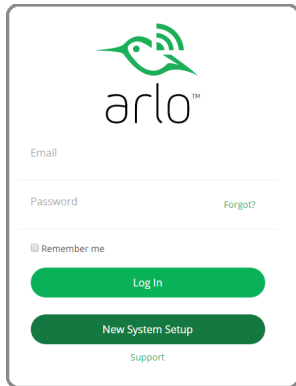 arlo™
Email
Password Forgot?
Remember me
Log In
New System Setup
Support